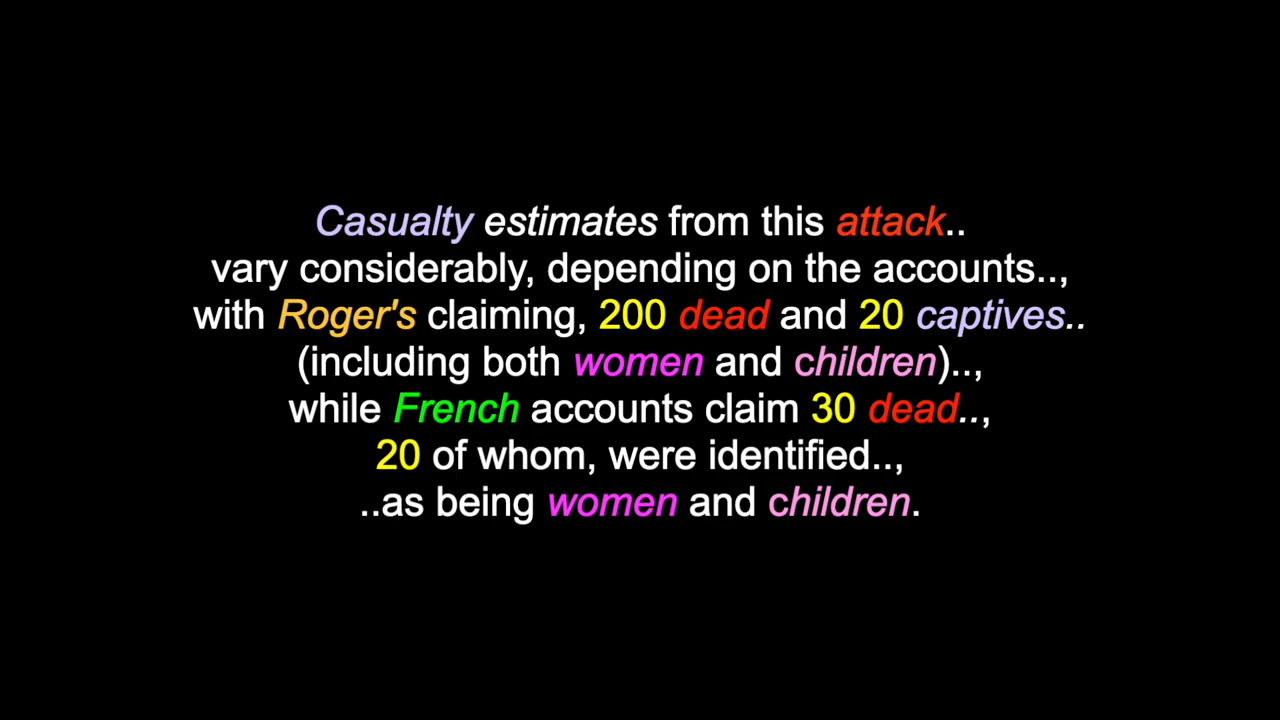 Casualty estimates from this attack..
vary considerably, depending on the accounts..,
with Roger's claiming, 200 dead and 20 captives..
(including both women and children)..,
while French accounts claim 30 dead..,
20 of whom, were identified..,
..as being women and children.